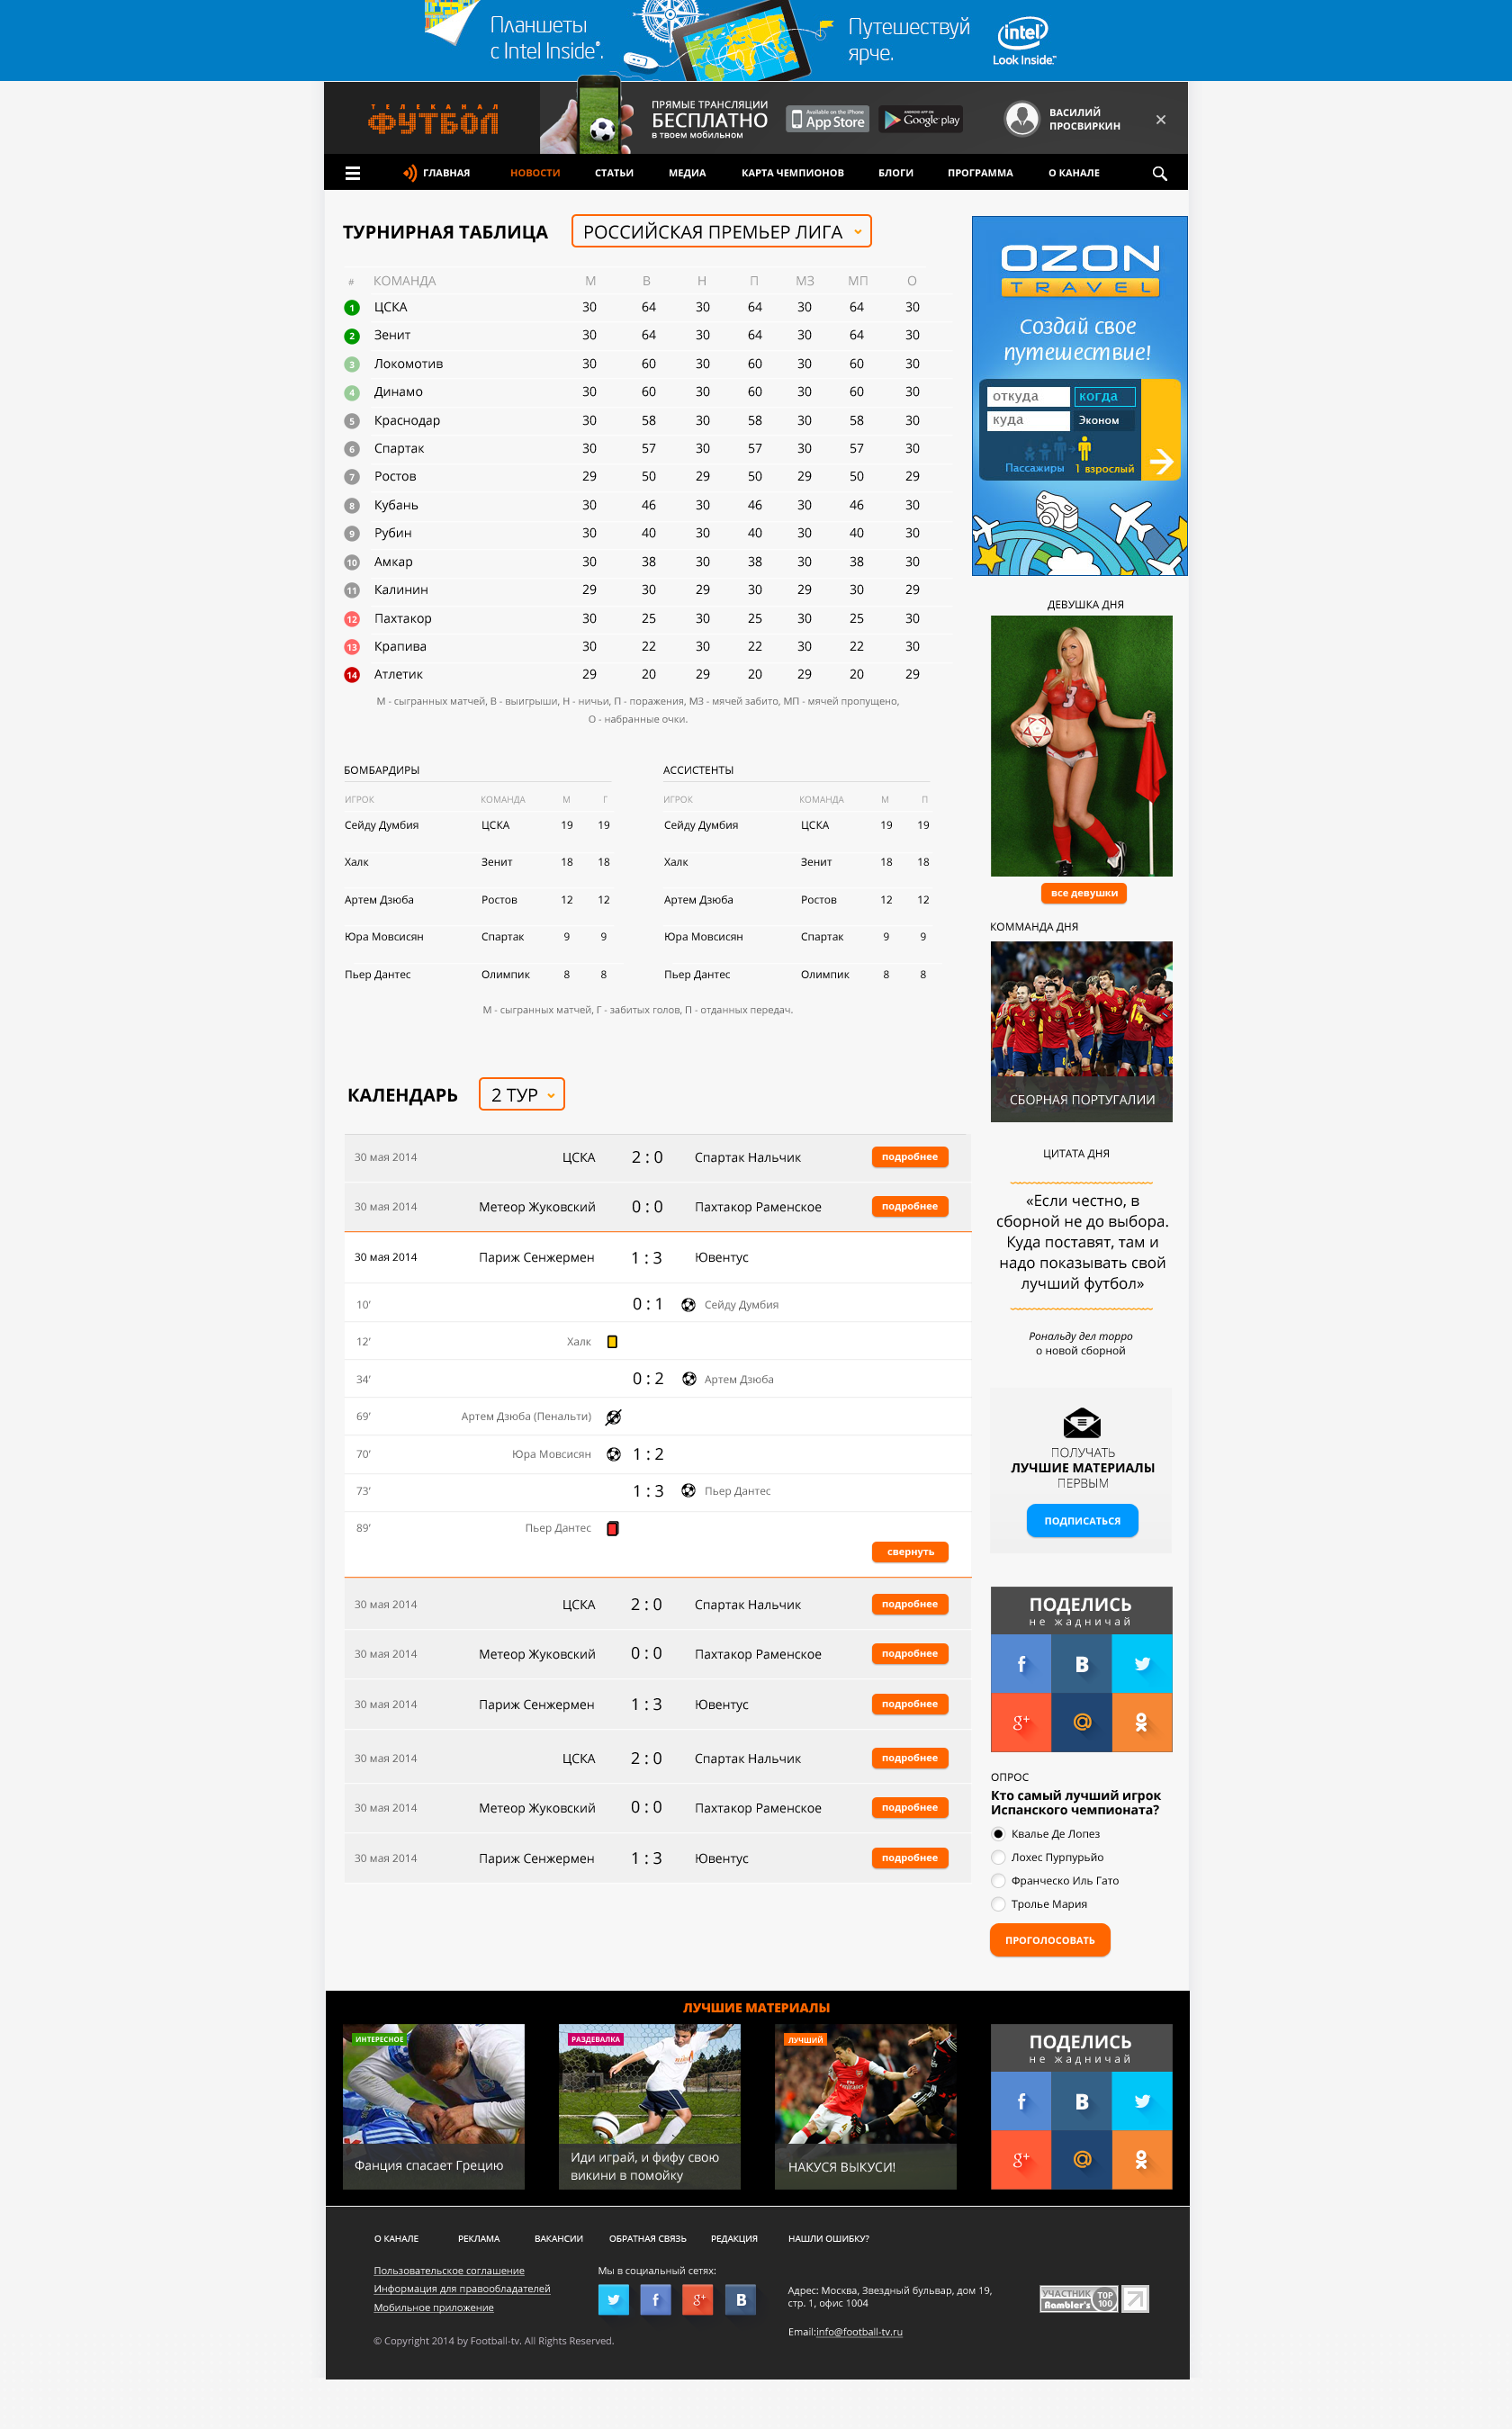 Планшеты
с Intel Inside®.
Путешествуй
ярче.
intel
Look Inside.™
ТЕЛЕКАНАЛ
ФУТБОЛ
ПРЯМЫЕ ТРАНСЛЯЦИИ
БЕСПЛАТНО
в твоем мобильном
Available on the iPhone
App Store
ANDROID APP ON
Google play
ВАСИЛИЙ
ПРОСВИРКИН
ГЛАВНАЯ НОВОСТИ СТАТЬИ МЕДИА КАРТА ЧЕМПИОНОВ БЛОГИ ПРОГРАММА О КАНАЛЕ
ТУРНИРНАЯ ТАБЛИЦА РОССИЙСКАЯ ПРЕМЬЕР ЛИГА
# КОМАНДА М В Н П МЗ МП О
1 ЦСКА 30 64 30 64 30 64 30
2 Зенит 30 64 30 64 30 64 30
3 Локомотив 30 60 30 60 30 60 30
4 Динамо 30 60 30 60 30 60 30
5 Краснодар 30 58 30 58 30 58 30
6 Спартак 30 57 30 57 30 57 30
7 Ростов 29 50 29 50 29 50 29
8 Кубань 30 46 30 46 30 46 30
9 Рубин 30 40 30 40 30 40 30
10 Амкар 30 38 30 38 30 38 30
11 Калинин 29 30 29 30 29 30 29
12 Пахтакор 30 25 30 25 30 25 30
13 Крапива 30 22 30 22 30 22 30
14 Атлетик 29 20 29 20 29 20 29
М - сыгранных матчей, В - выигрыши, Н - ничьи, П - поражения, МЗ - мячей забито, МП - мячей пропущено,
О - набранные очки.
БОМБАРДИРЫ
ИГРОК КОМАНДА М Г
Сейду Думбия ЦСКА 19 19
Халк Зенит 18 18
Артем Дзюба Ростов 12 12
Юра Мовсисян Спартак 9 9
Пьер Дантес Олимпик 8 8
АССИСТЕНТЫ
ИГРОК КОМАНДА М П
Сейду Думбия ЦСКА 19 19
Халк Зенит 18 18
Артем Дзюба Ростов 12 12
Юра Мовсисян Спартак 9 9
Пьер Дантес Олимпик 8 8
М - сыгранных матчей, Г - забитых голов, П - отданных передач.
КАЛЕНДАРЬ 2 ТУР
30 мая 2014 ЦСКА 2 : 0 Спартак Нальчик подробнее
30 мая 2014 Метеор Жуковский 0 : 0 Пахтакор Раменское подробнее
30 мая 2014 Париж Сенжермен 1 : 3 Ювентус
10' 0 : 1 Сейду Думбия
12' Халк
34' 0 : 2 Артем Дзюба
69' Артем Дзюба (Пенальти)
70' Юра Мовсисян 1 : 2
73' 1 : 3 Пьер Дантес
89' Пьер Дантес
свернуть
30 мая 2014 ЦСКА 2 : 0 Спартак Нальчик подробнее
30 мая 2014 Метеор Жуковский 0 : 0 Пахтакор Раменское подробнее
30 мая 2014 Париж Сенжермен 1 : 3 Ювентус подробнее
30 мая 2014 ЦСКА 2 : 0 Спартак Нальчик подробнее
30 мая 2014 Метеор Жуковский 0 : 0 Пахтакор Раменское подробнее
30 мая 2014 Париж Сенжермен 1 : 3 Ювентус подробнее
OZON
TRAVEL
Создай свое
путешествие!
откуда когда
куда Эконом
Пассажиры 1 взрослый
ДЕВУШКА ДНЯ
3
все девушки
КОММАНДА ДНЯ
6
14
СБОРНАЯ ПОРТУГАЛИИ
ЦИТАТА ДНЯ
«Если честно, в
сборной не до выбора.
Куда поставят, там и
надо показывать свой
лучший футбол»
Рональду дел торро
о новой сборной
ПОЛУЧАТЬ
ЛУЧШИЕ МАТЕРИАЛЫ
ПЕРВЫМ
ПОДПИСАТЬСЯ
ПОДЕЛИСЬ
не жадничай
f В
g+ @
ОПРОС
Кто самый лучший игрок
Испанского чемпионата?
Квалье Де Лопез
Лохес Пурпурьйо
Франческо Иль Гато
Тролье Мария
ПРОГОЛОСОВАТЬ
ЛУЧШИЕ МАТЕРИАЛЫ
ИНТЕРЕСНОЕ
Фанция спасает Грецию
РАЗДЕВАЛКА
Иди играй, и фифу свою
викини в помойку
ЛУЧШИЙ
Emirates
НАКУСЯ ВЫКУСИ!
ПОДЕЛИСЬ
не жадничай
f В
g+ @
О КАНАЛЕ РЕКЛАМА ВАКАНСИИ ОБРАТНАЯ СВЯЗЬ РЕДАКЦИЯ НАШЛИ ОШИБКУ?
Пользовательское соглашение
Информация для правообладателей
Мобильное приложение
Мы в социальный сетях:
f g+ В
Адрес: Москва, Звездный бульвар, дом 19,
стр. 1, офис 1004
Email:info@football-tv.ru
УЧАСТНИК
Rambler's
TOP
100
© Copyright 2014 by Football-tv. All Rights Reserved.